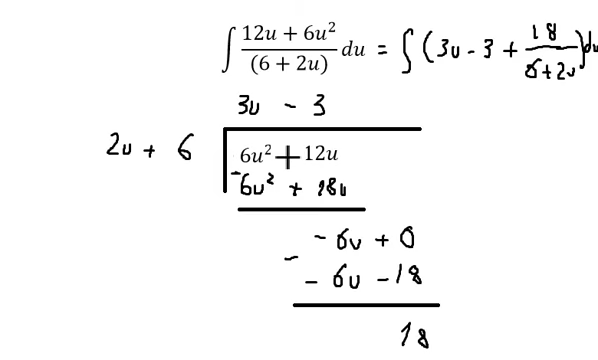 ∫ (12u + 6u²)/(6 + 2u) du = ∫ (3u - 3 + 18/(6+2u)) du
3u - 3
2u + 6 6u² + 12u
- 6u² + 18u
- 6u + 0
- - 6u - 18
18